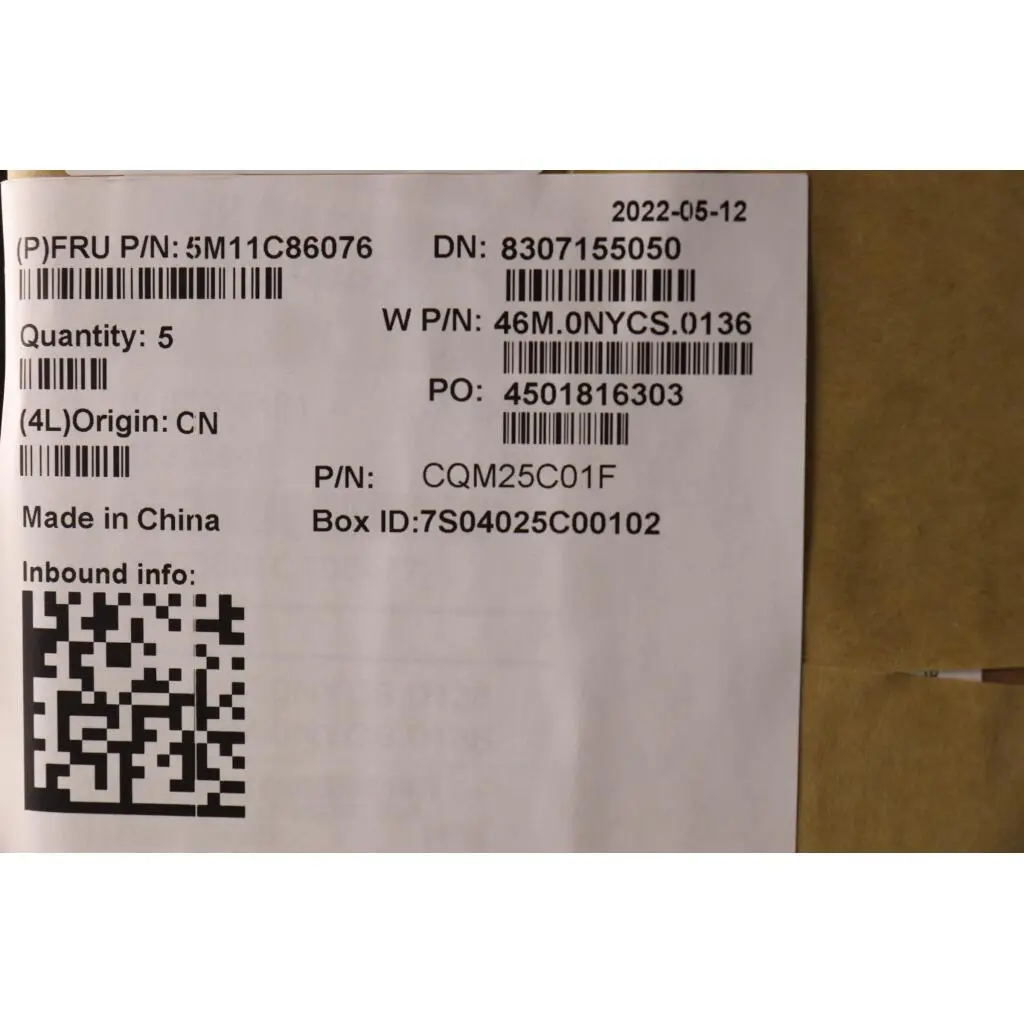 2022-05-12
(P)FRU P/N: 5M11C86076
DN: 8307155050
W P/N: 46M.0NYCS.0136
Quantity: 5
PO: 4501816303
(4L)Origin: CN
P/N: CQM25C01F
Made in China
Box ID:7S04025C00102
Inbound info: